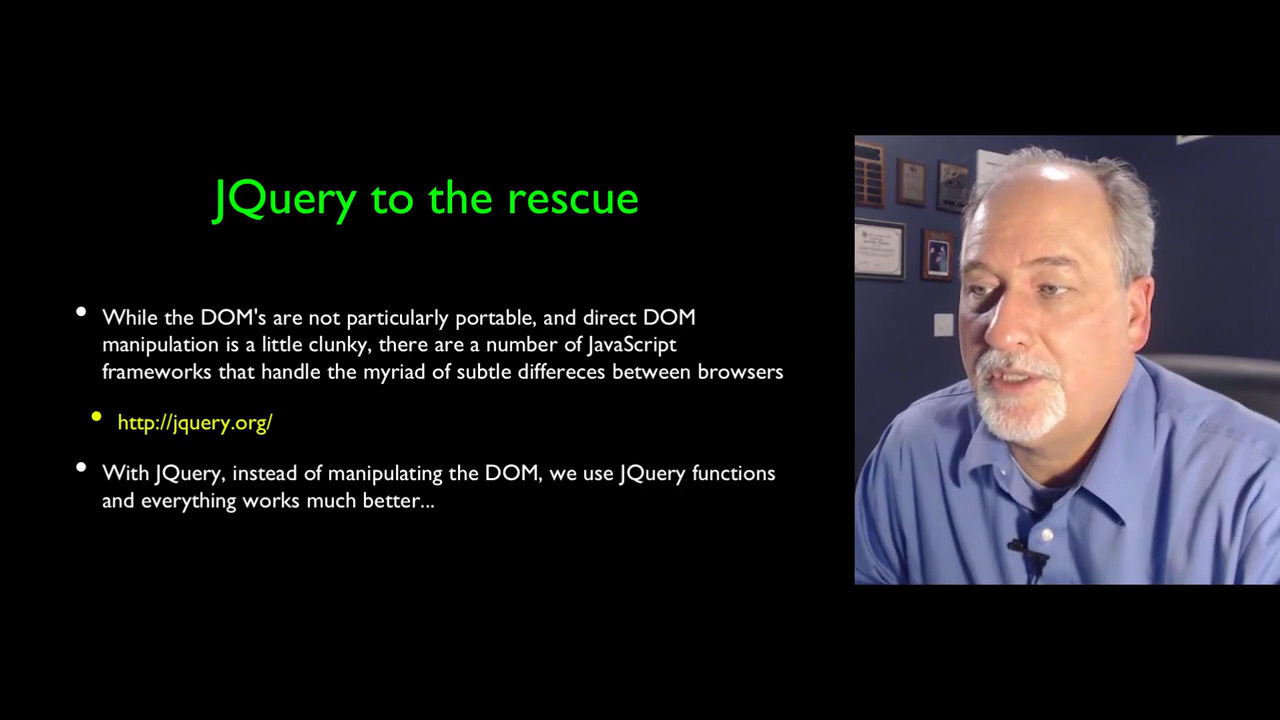 JQuery to the rescue
While the DOM's are not particularly portable, and direct DOM
manipulation is a little clunky, there are a number of JavaScript
frameworks that handle the myriad of subtle differeces between browsers
http://jquery.org/
With JQuery, instead of manipulating the DOM, we use JQuery functions
and everything works much better...